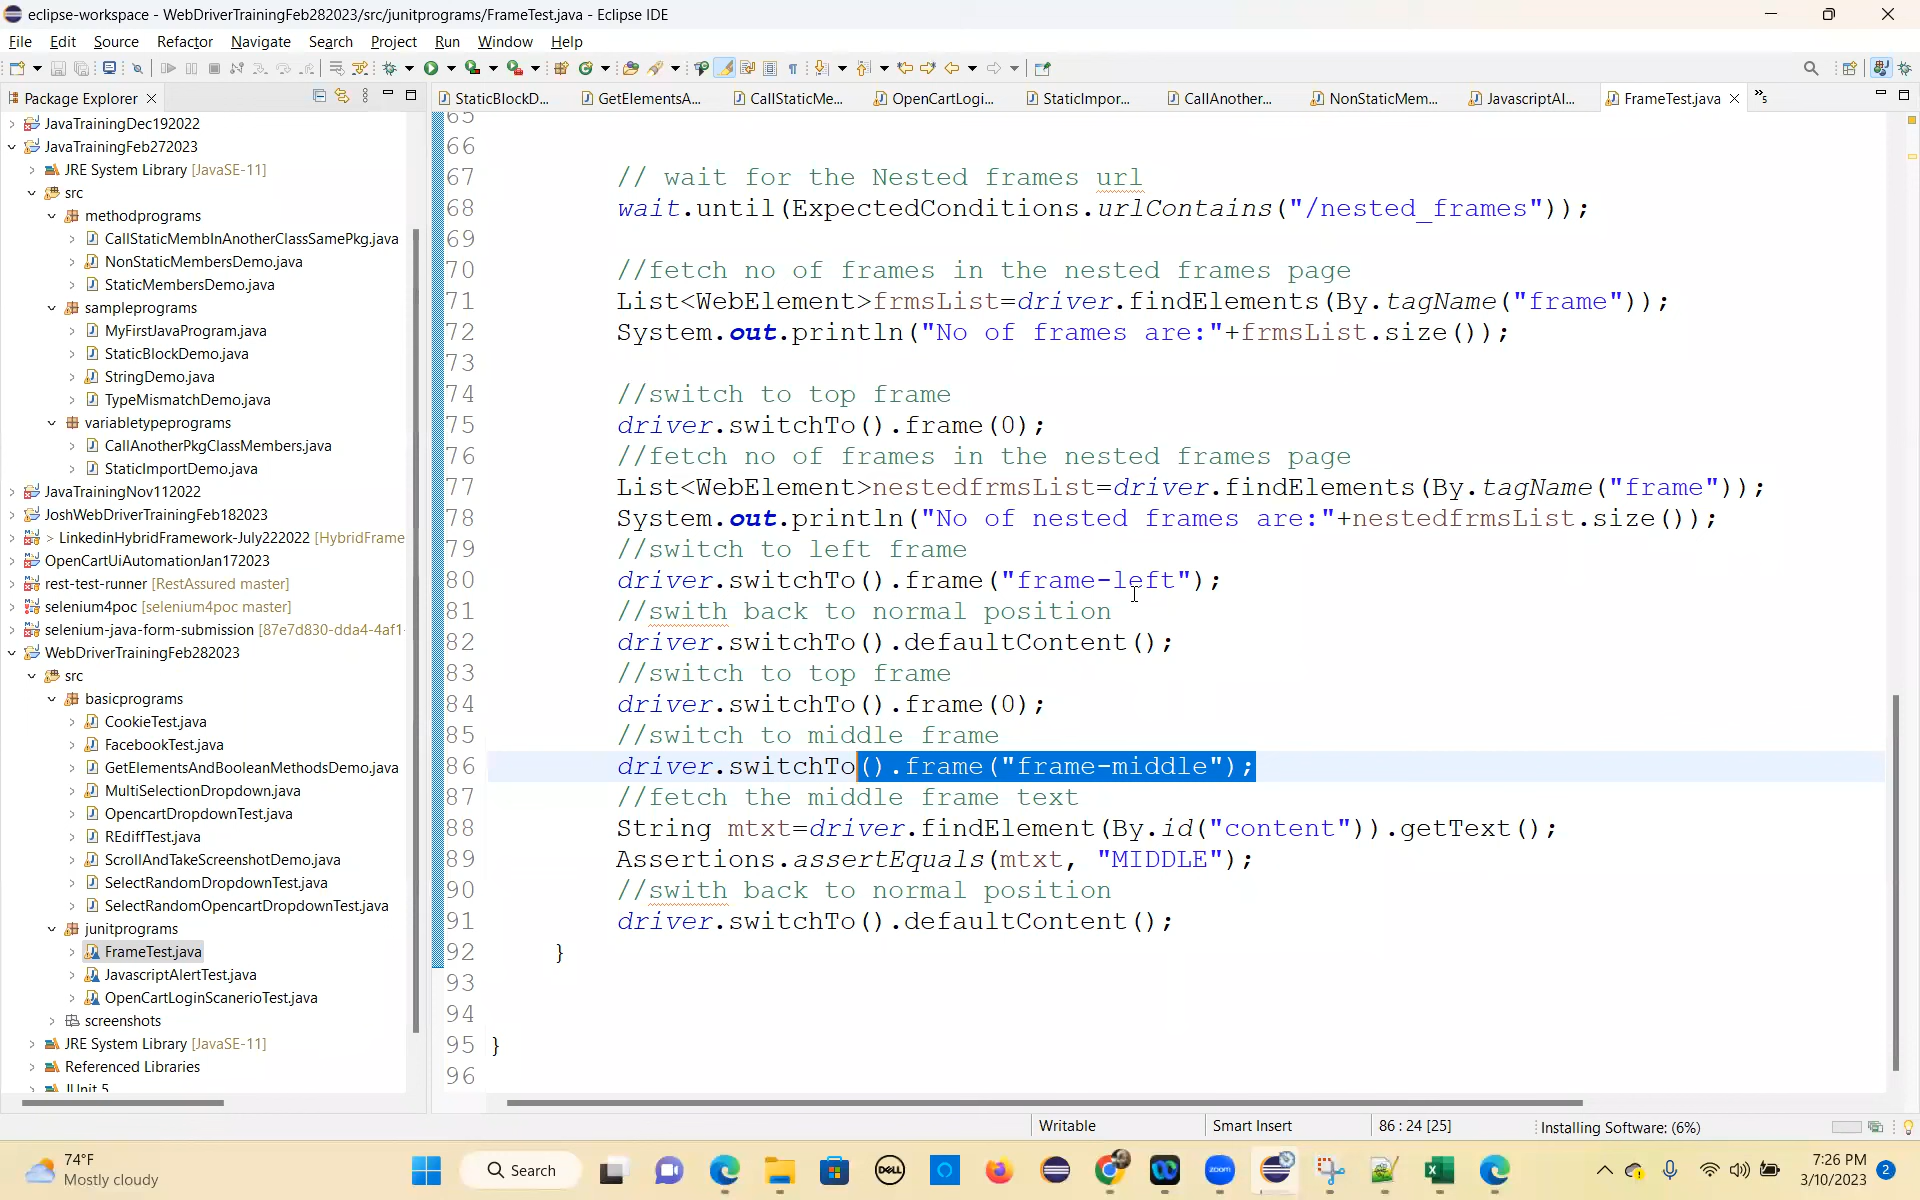 eclipse-workspace - WebDriverTrainingFeb282023/src/junitprograms/FrameTest.java - Eclipse IDE
File Edit Source Refactor Navigate Search Project Run Window Help
Package Explorer
StaticBlockD... GetElementsA... CallStaticMe... OpenCartLogi... StaticImpor... CallAnother... NonStaticMem... JavascriptAl... FrameTest.java »5
JavaTrainingDec192022
JavaTrainingFeb272023
JRE System Library [JavaSE-11]
src
methodprograms
CallStaticMembInAnotherClassSamePkg.java
NonStaticMembersDemo.java
StaticMembersDemo.java
sampleprograms
MyFirstJavaProgram.java
StaticBlockDemo.java
StringDemo.java
TypeMismatchDemo.java
variabletypeprograms
CallAnotherPkgClassMembers.java
StaticImportDemo.java
JavaTrainingNov112022
JoshWebDriverTrainingFeb182023
> LinkedinHybridFramework-July222022 [HybridFrame
OpenCartUiAutomationJan172023
rest-test-runner [RestAssured master]
selenium4poc [selenium4poc master]
selenium-java-form-submission [87e7d830-dda4-4af1-
WebDriverTrainingFeb282023
src
basicprograms
CookieTest.java
FacebookTest.java
GetElementsAndBooleanMethodsDemo.java
MultiSelectionDropdown.java
OpencartDropdownTest.java
REdiffTest.java
ScrollAndTakeScreenshotDemo.java
SelectRandomDropdownTest.java
SelectRandomOpencartDropdownTest.java
junitprograms
FrameTest.java
JavascriptAlertTest.java
OpenCartLoginScanerioTest.java
screenshots
JRE System Library [JavaSE-11]
Referenced Libraries
JUnit 5
65
66
67 // wait for the Nested frames url
68 wait.until(ExpectedConditions.urlContains("/nested_frames"));
69
70 //fetch no of frames in the nested frames page
71 List<WebElement>frmsList=driver.findElements(By.tagName("frame"));
72 System.out.println("No of frames are:"+frmsList.size());
73
74 //switch to top frame
75 driver.switchTo().frame(0);
76 //fetch no of frames in the nested frames page
77 List<WebElement>nestedfrmsList=driver.findElements(By.tagName("frame"));
78 System.out.println("No of nested frames are:"+nestedfrmsList.size());
79 //switch to left frame
80 driver.switchTo().frame("frame-left");
81 //swith back to normal position
82 driver.switchTo().defaultContent();
83 //switch to top frame
84 driver.switchTo().frame(0);
85 //switch to middle frame
86 driver.switchTo().frame("frame-middle");
87 //fetch the middle frame text
88 String mtxt=driver.findElement(By.id("content")).getText();
89 Assertions.assertEquals(mtxt, "MIDDLE");
90 //swith back to normal position
91 driver.switchTo().defaultContent();
92 }
93
94
95 }
96
Writable Smart Insert 86 : 24 [25] Installing Software: (6%)
74°F
Mostly cloudy
Search
DELL
zoom
7:26 PM
3/10/2023
2